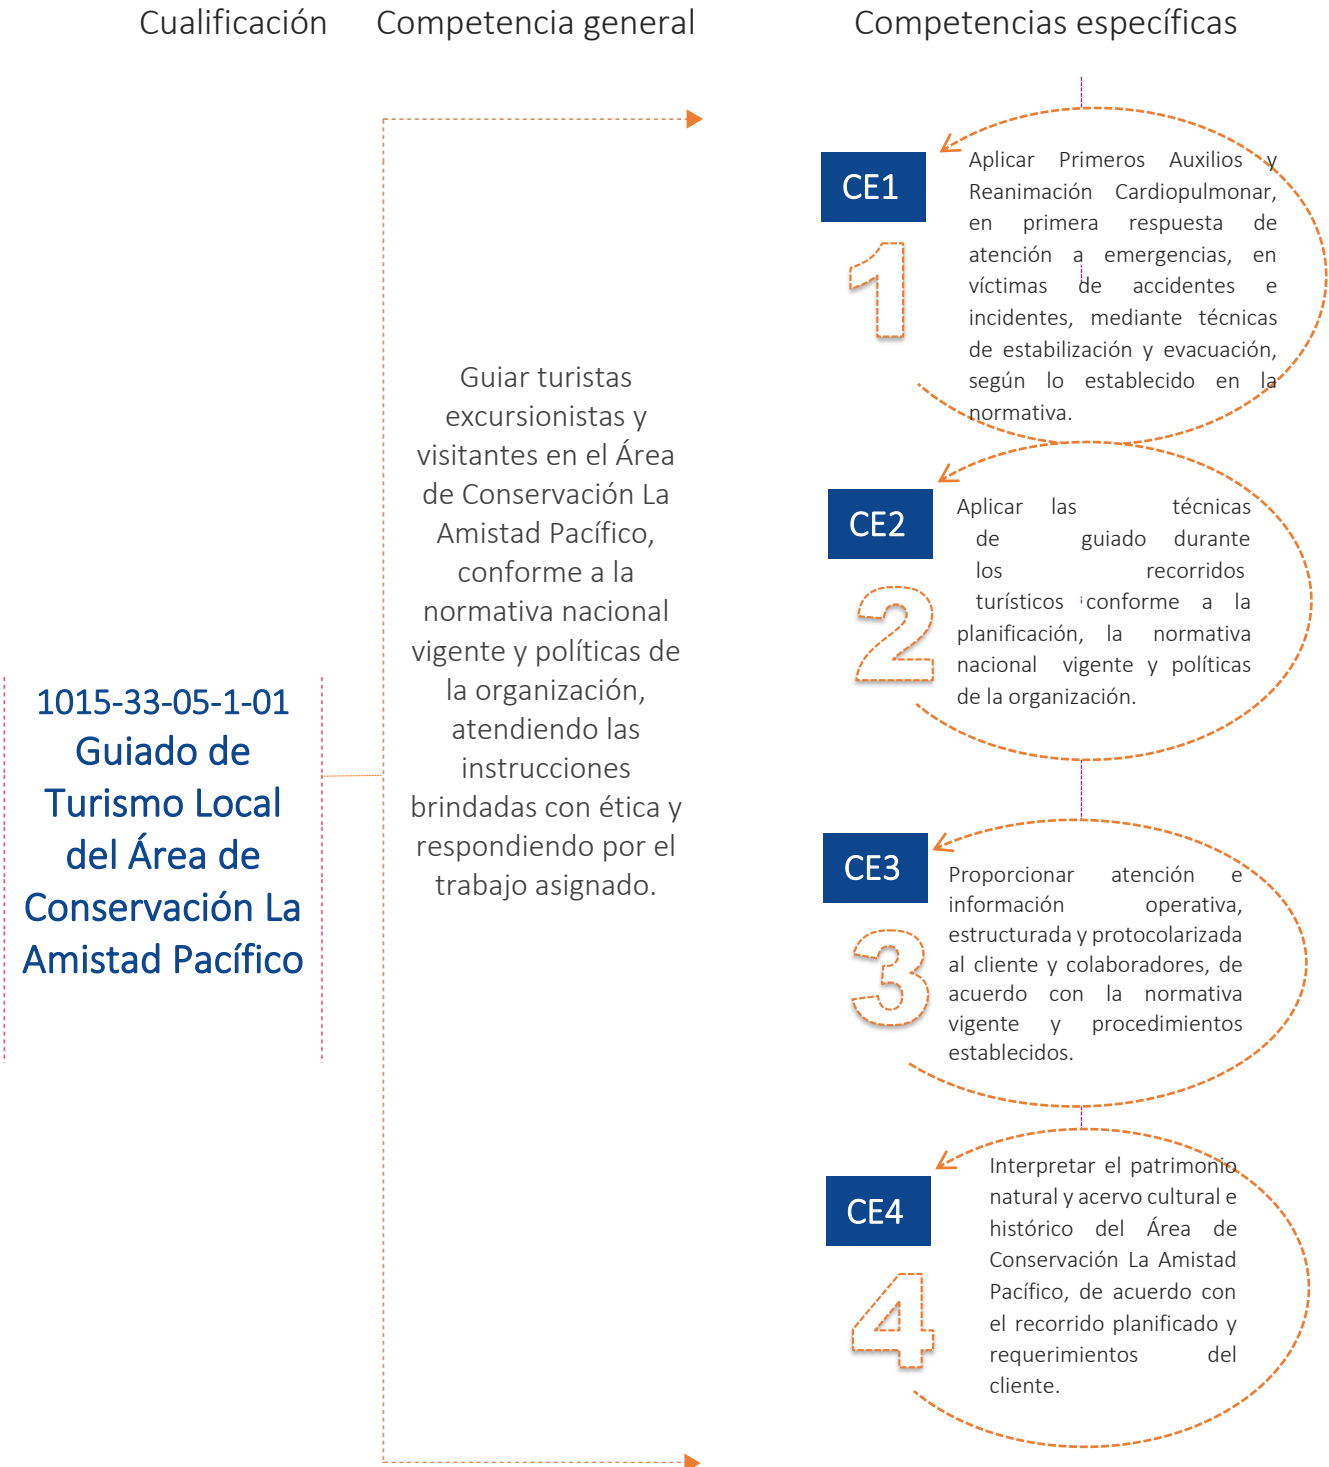 Cualificación
Competencia general
Competencias específicas
1015-33-05-1-01
Guiado de
Turismo Local
del Área de
Conservación La
Amistad Pacífico
Guiar turistas
excursionistas y
visitantes en el Área
de Conservación La
Amistad Pacífico,
conforme a la
normativa nacional
vigente y políticas de
la organización,
atendiendo las
instrucciones
brindadas con ética y
respondiendo por el
trabajo asignado.
CE1
1
Aplicar Primeros Auxilios y
Reanimación Cardiopulmonar,
en primera respuesta de
atención a emergencias, en
víctimas de accidentes e
incidentes, mediante técnicas
de estabilización y evacuación,
según lo establecido en la
normativa.
CE2
2
Aplicar las técnicas
de guiado durante
los recorridos
turísticos conforme a la
planificación, la normativa
nacional vigente y políticas
de la organización.
CE3
3
Proporcionar atención e
información operativa,
estructurada y protocolarizada
al cliente y colaboradores, de
acuerdo con la normativa
vigente y procedimientos
establecidos.
CE4
4
Interpretar el patrimonio
natural y acervo cultural e
histórico del Área de
Conservación La Amistad
Pacífico, de acuerdo con
el recorrido planificado y
requerimientos del
cliente.